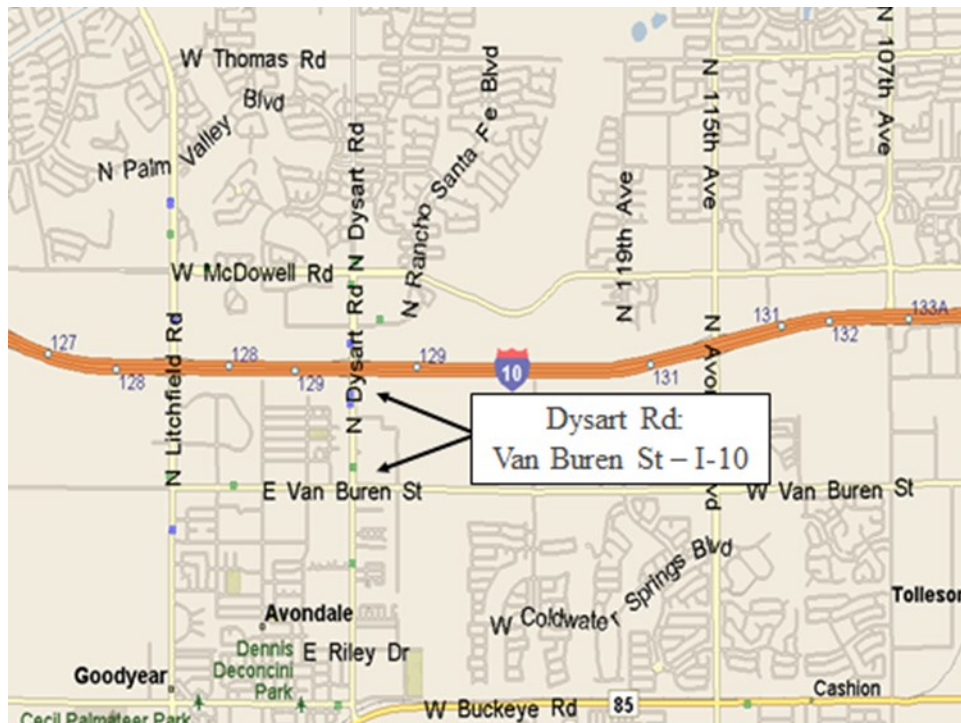 W Thomas Rd
N Palm Valley Blvd
N Dysart Rd
N Rancho Santa Fe Blvd
N 119th Ave
N 115th Ave
N 107th Ave
W McDowell Rd
N Litchfield Rd
N Dysart Rd N
127
128
128
129
129
10
131
131
132
133A
Dysart Rd:
Van Buren St – I-10
E Van Buren St
W Van Buren St
W Coldwater Springs Blvd
Tolleson
Avondale
Dennis
Deconcini
Park
E Riley Dr
Goodyear
Cecil Palmateer Park
W Buckeye Rd
85
Cashion